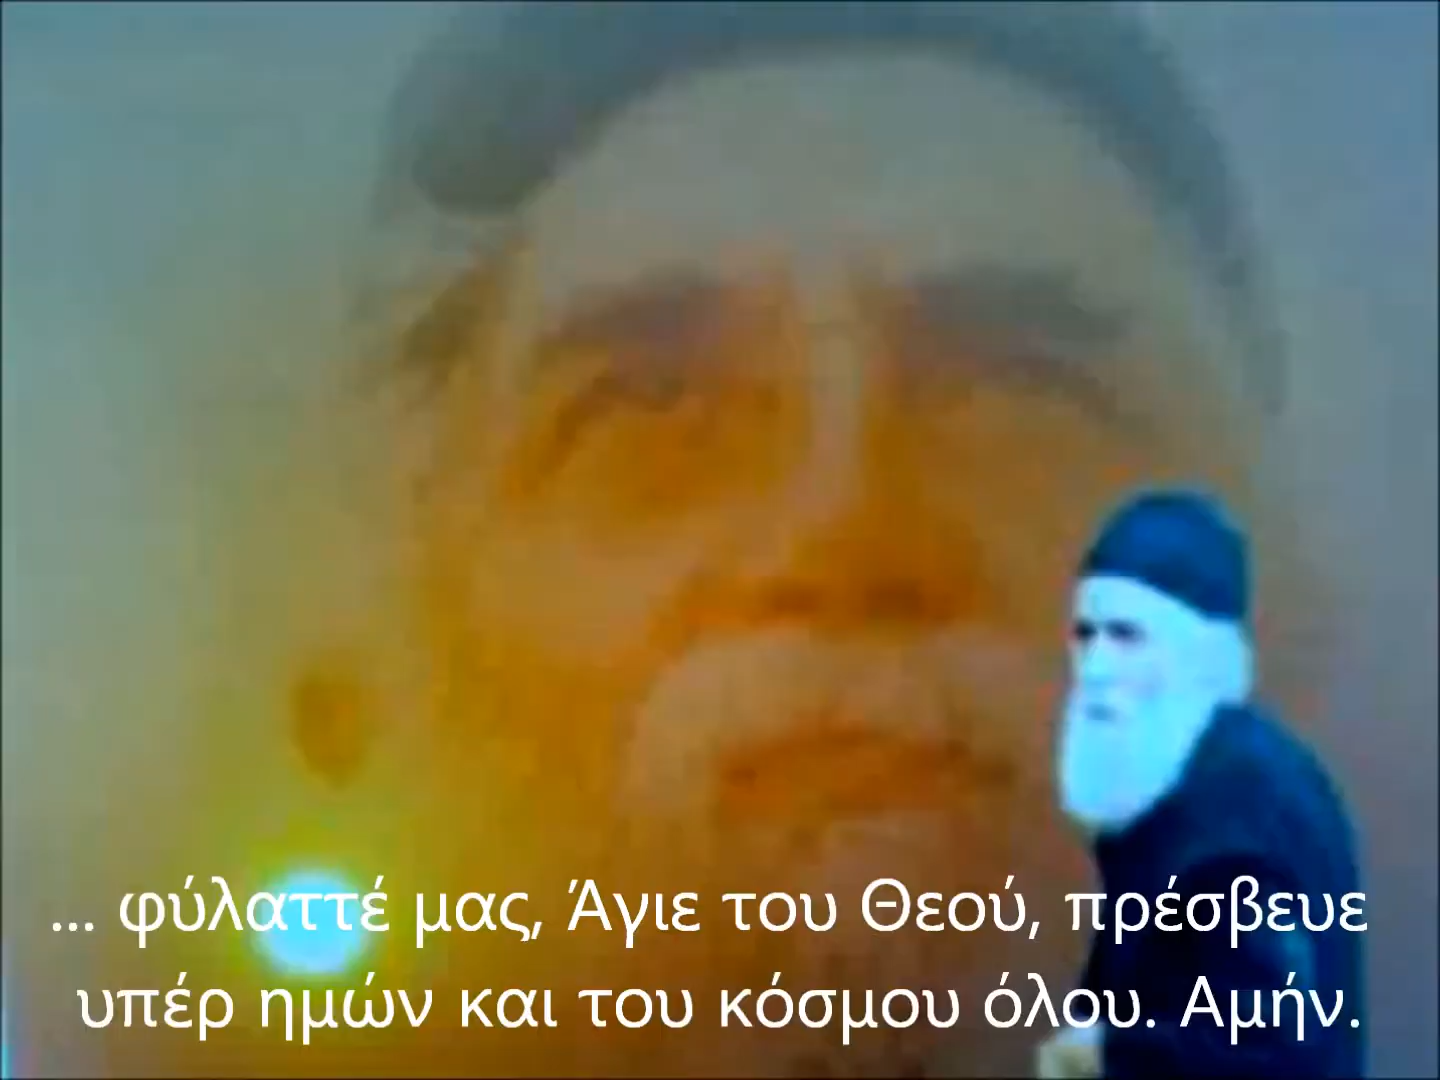 ... φύλαττέ μας, Άγιε του Θεού, πρέσβευε
υπέρ ημών και του κόσμου όλου. Αμήν.